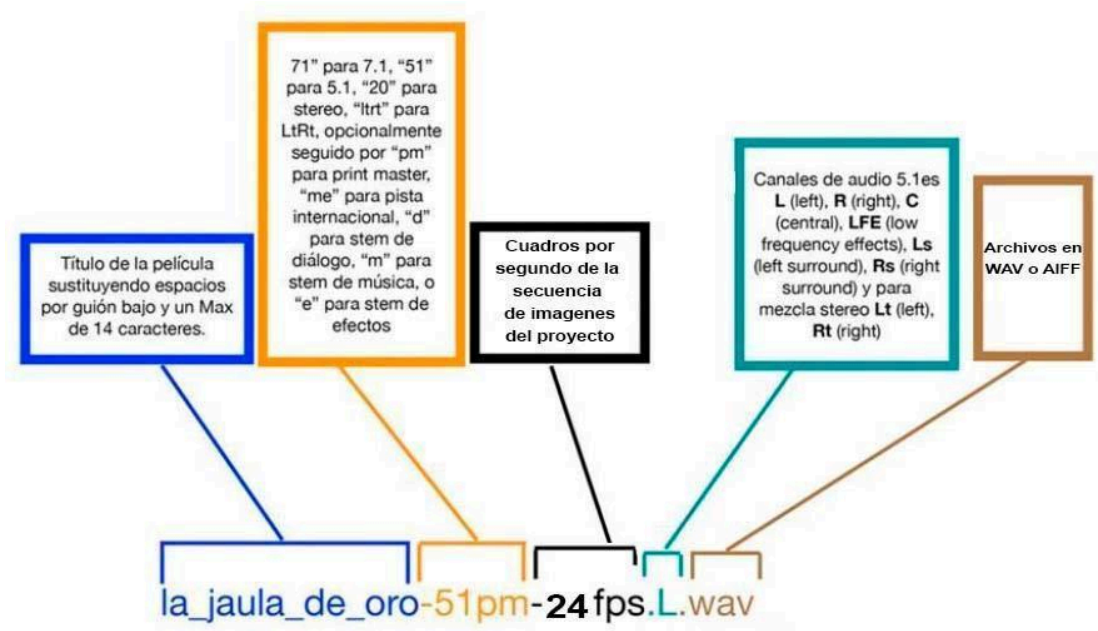 71” para 7.1, “51”
para 5.1, “20” para
stereo, “ltrt” para
LtRt, opcionalmente
seguido por “pm”
para print master,
“me” para pista
internacional, “d”
para stem de
diálogo, “m” para
stem de música, o
“e” para stem de
efectos
Título de la película
sustituyendo espacios
por guión bajo y un Max
de 14 caracteres.
Cuadros por
segundo de la
secuencia
de imagenes
del proyecto
Canales de audio 5.1es
L (left), R (right), C
(central), LFE (low
frequency effects), Ls
(left surround), Rs (right
surround) y para
mezcla stereo Lt (left),
Rt (right)
Archivos en
WAV o AIFF
la_jaula_de_oro-51pm-24fps.L.wav